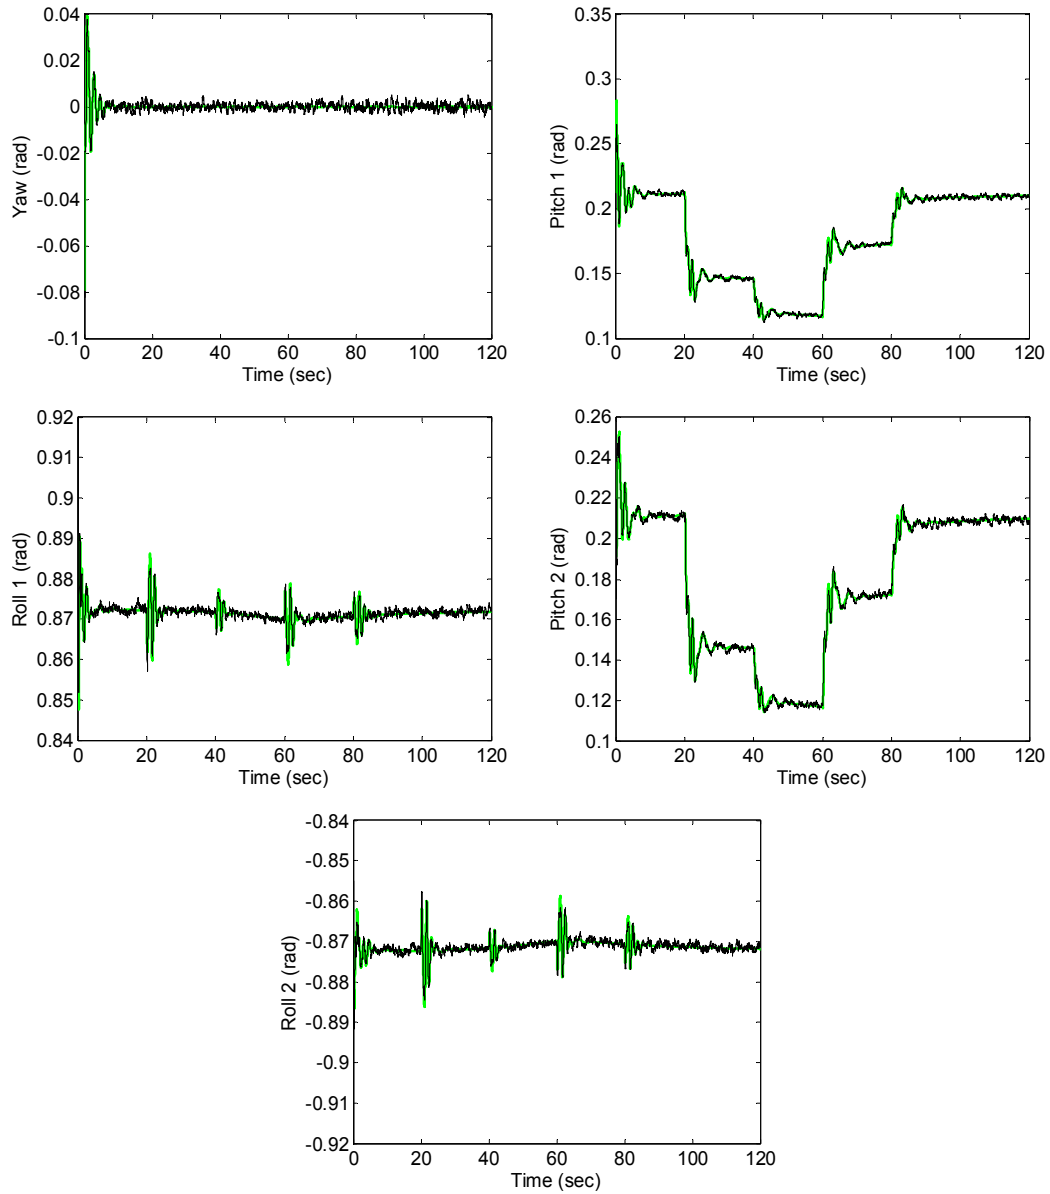 0.04
0.02
0
-0.02
-0.04
-0.06
-0.08
-0.1
Yaw (rad)
0 20 40 60 80 100 120
Time (sec)
0.35
0.3
0.25
0.2
0.15
0.1
Pitch 1 (rad)
0 20 40 60 80 100 120
Time (sec)
0.92
0.91
0.9
0.89
0.88
0.87
0.86
0.85
0.84
Roll 1 (rad)
0 20 40 60 80 100 120
Time (sec)
0.26
0.24
0.22
0.2
0.18
0.16
0.14
0.12
0.1
Pitch 2 (rad)
0 20 40 60 80 100 120
Time (sec)
-0.84
-0.85
-0.86
-0.87
-0.88
-0.89
-0.9
-0.91
-0.92
Roll 2 (rad)
0 20 40 60 80 100 120
Time (sec)